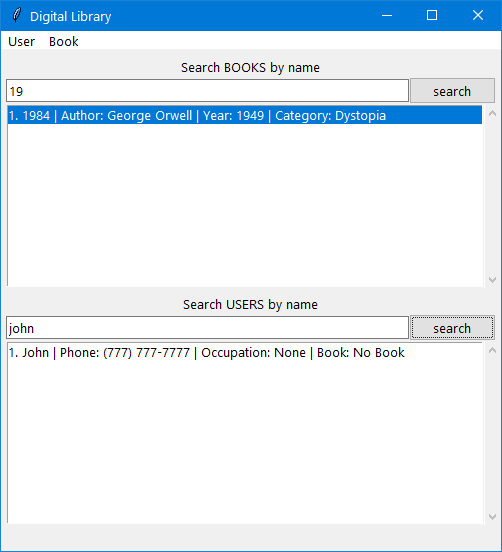 Digital Library
User Book
Search BOOKS by name
19 search
1. 1984 | Author: George Orwell | Year: 1949 | Category: Dystopia
Search USERS by name
john search
1. John | Phone: (777) 777-7777 | Occupation: None | Book: No Book